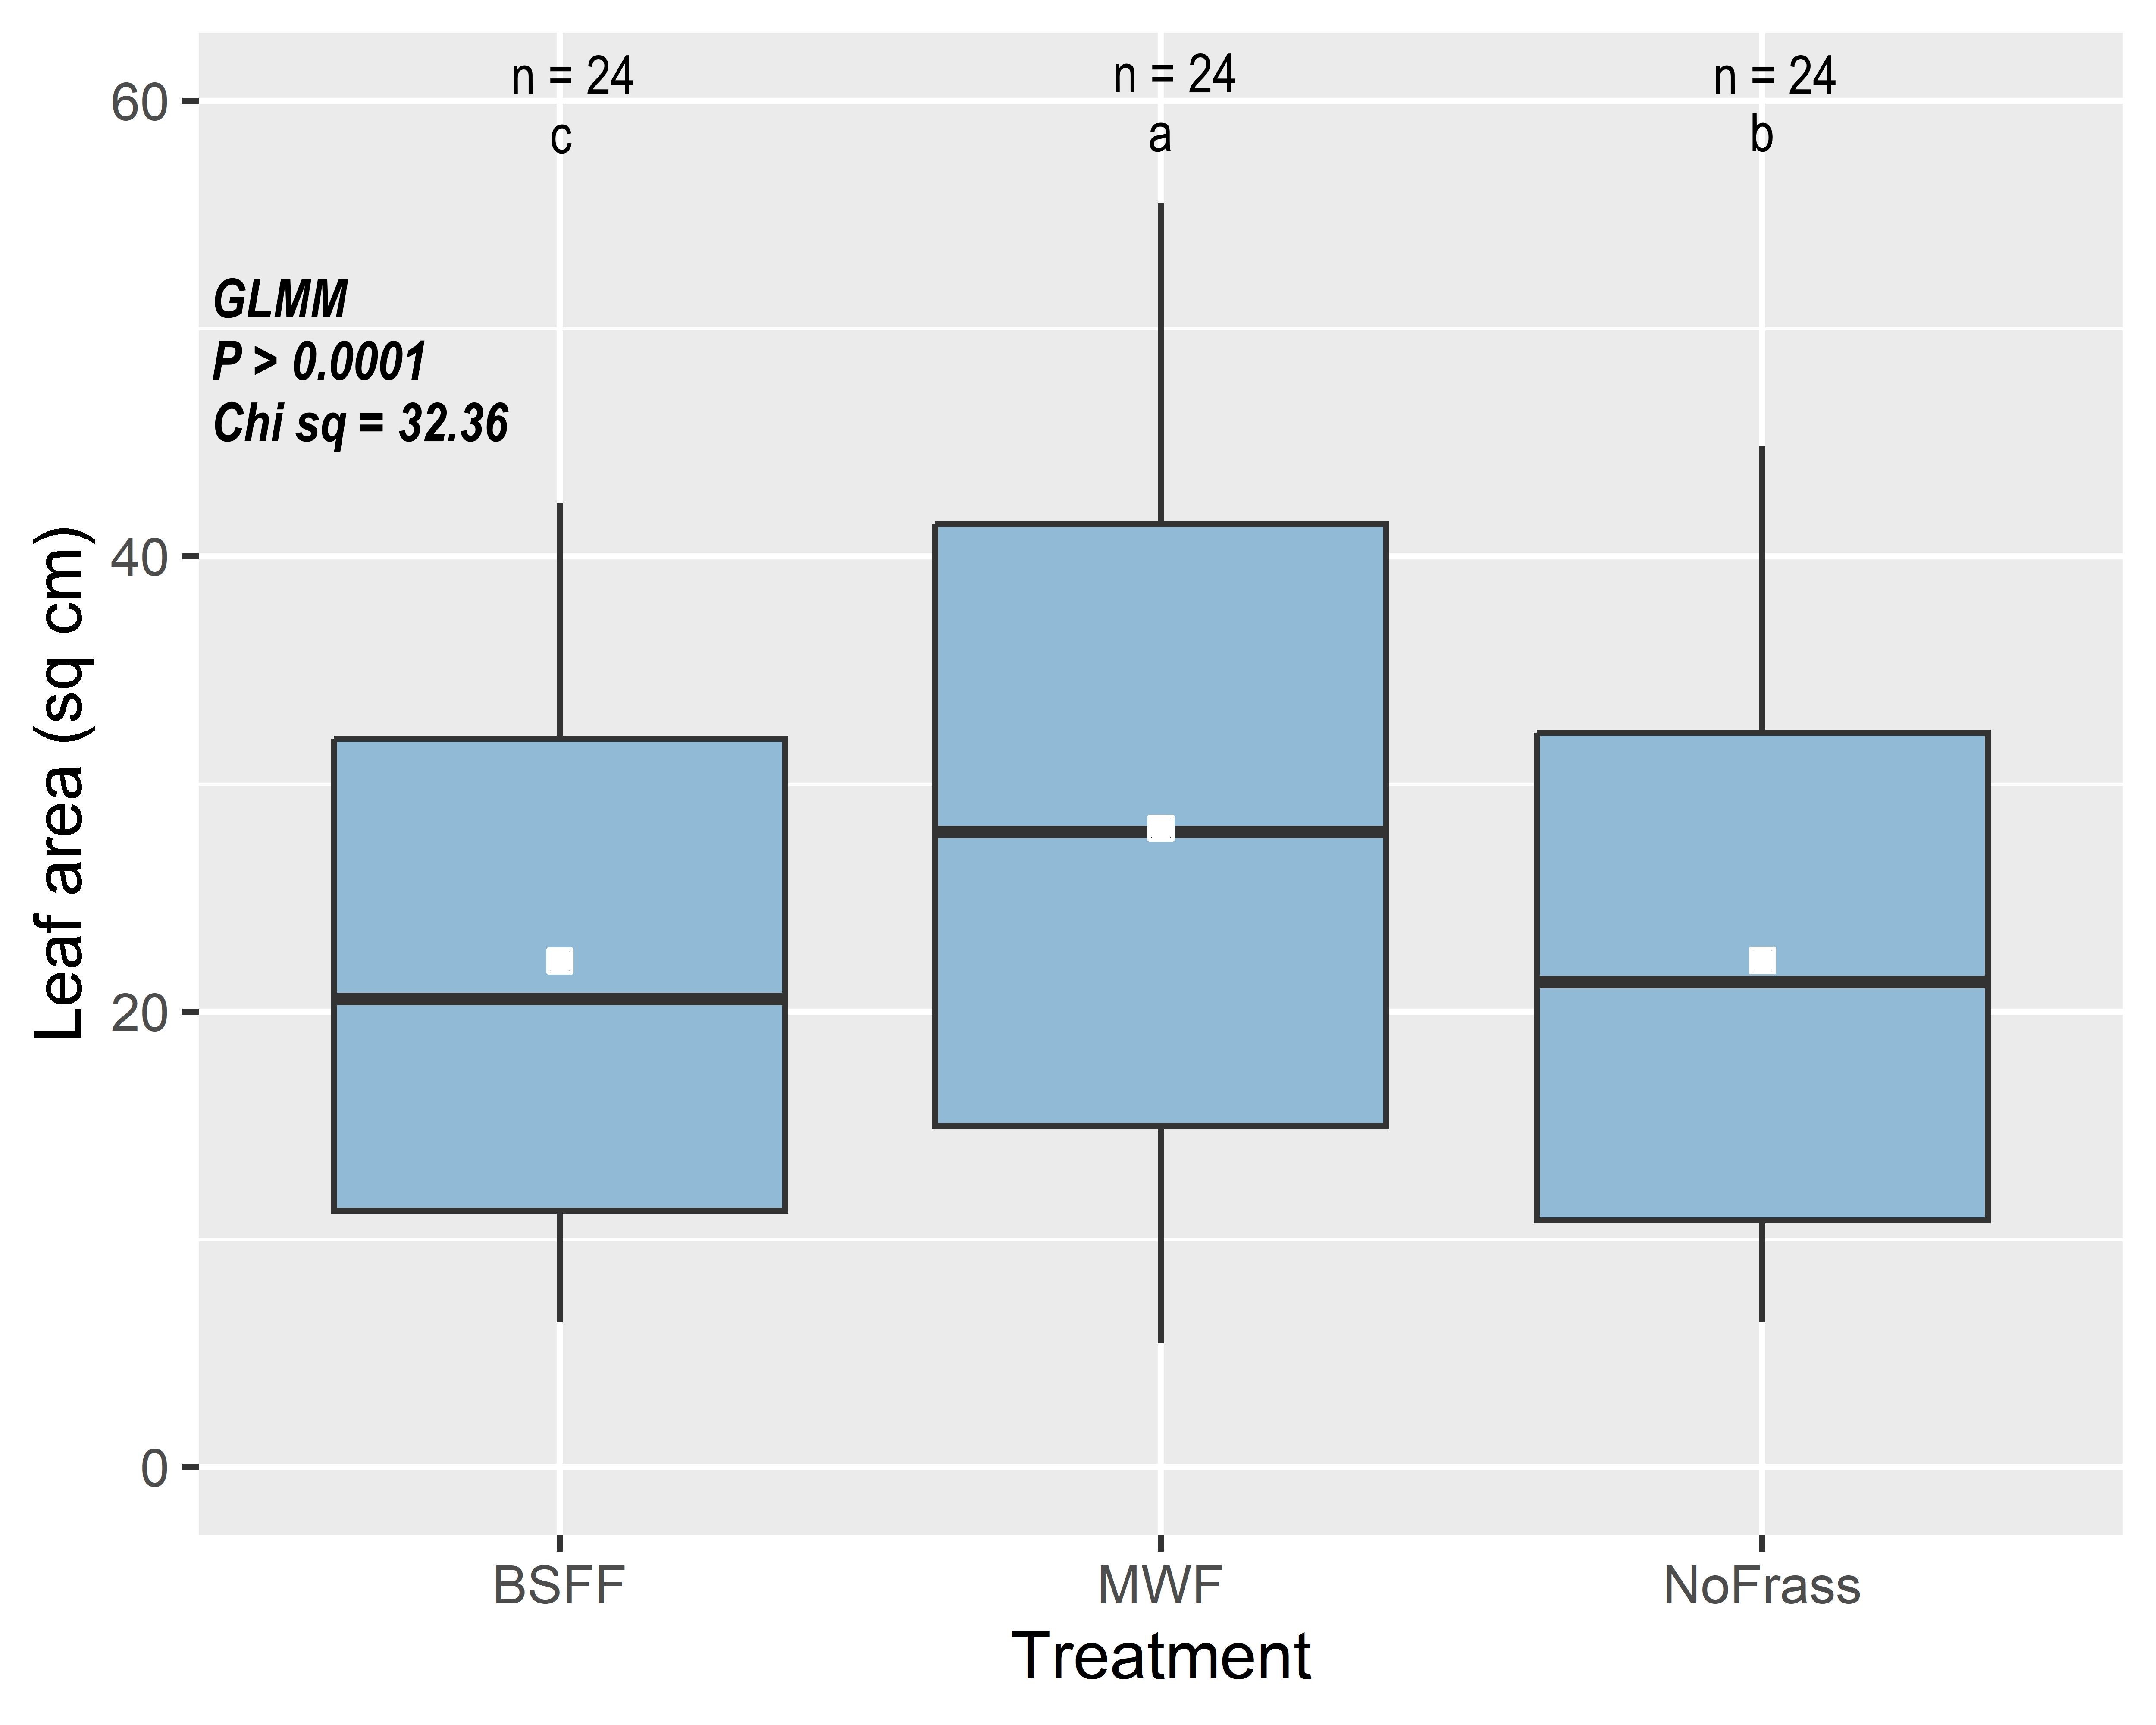 n = 24
n = 24
n = 24
c
a
b
GLMM
P > 0.0001
Chi sq = 32.36
60
40
20
0
Leaf area (sq cm)
BSFF
MWF
NoFrass
Treatment